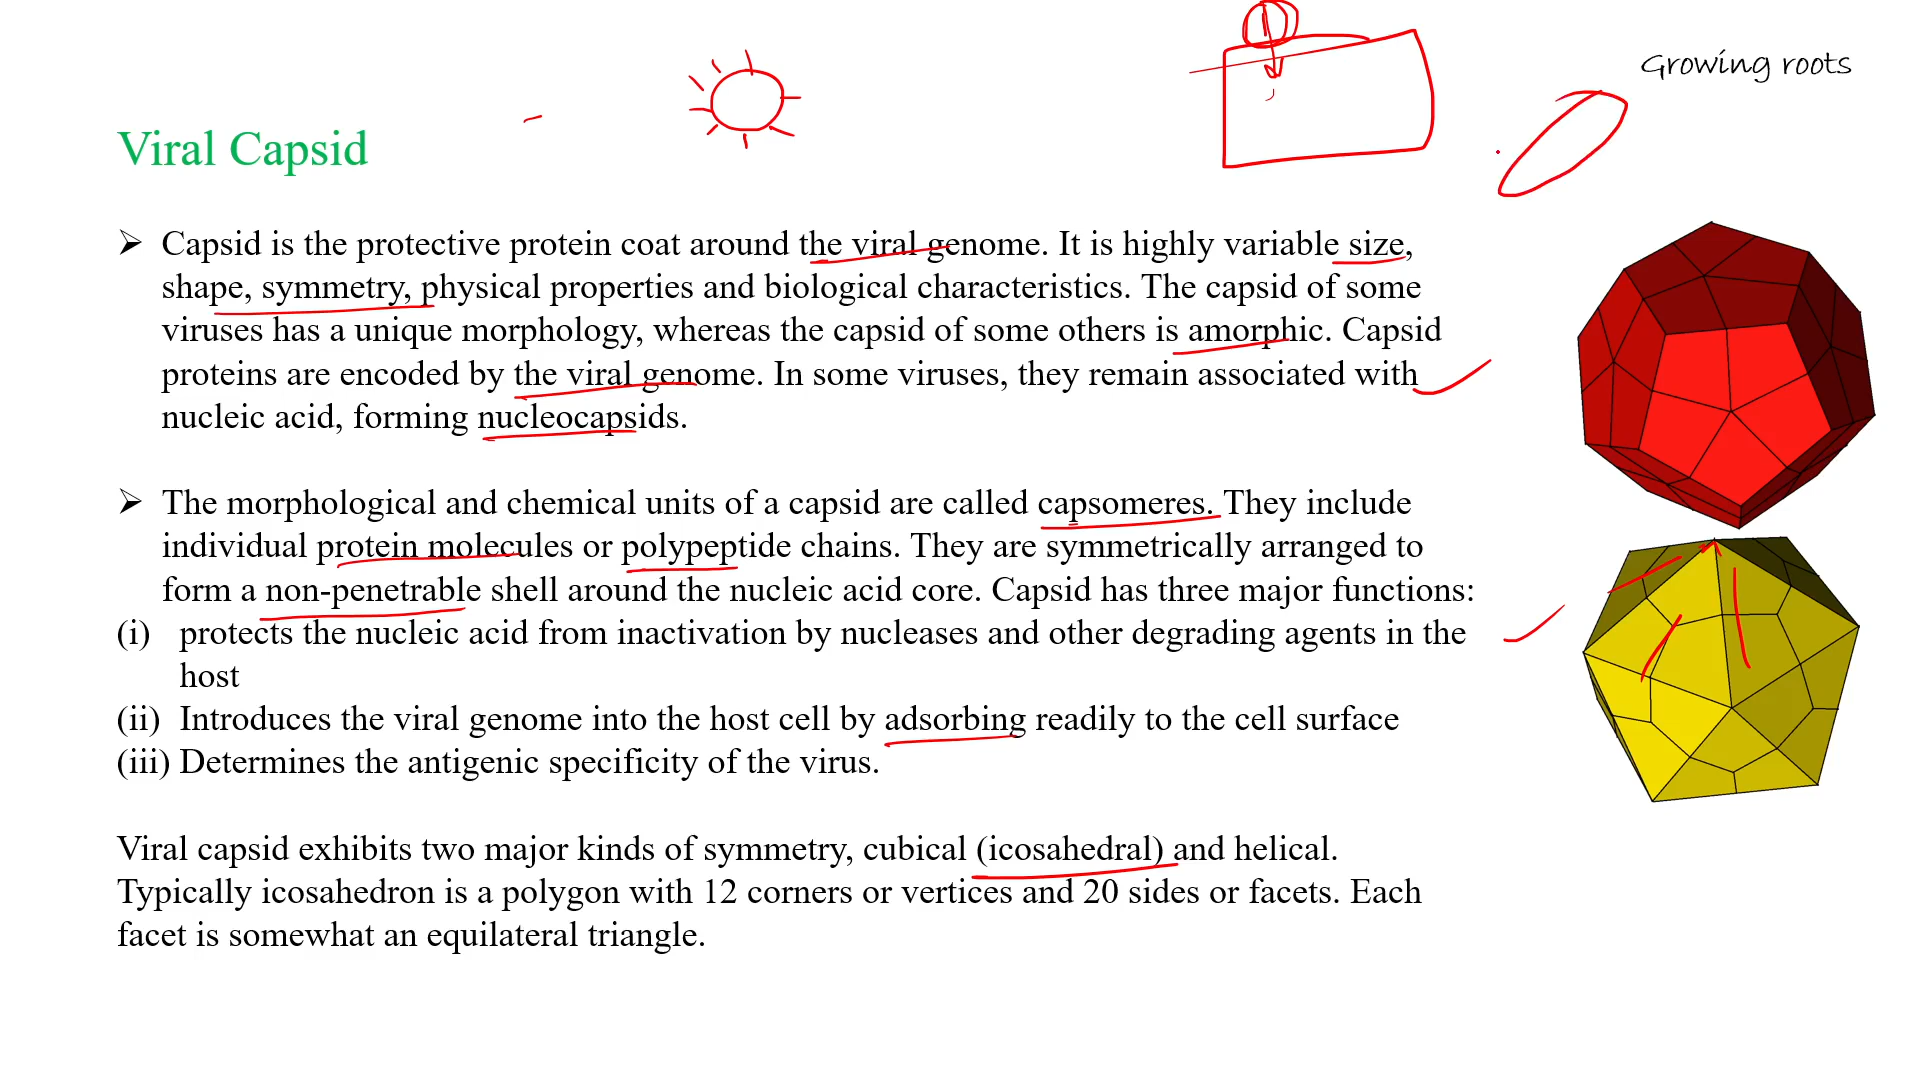 Growing roots
Viral Capsid
➢ Capsid is the protective protein coat around the viral genome. It is highly variable size,
shape, symmetry, physical properties and biological characteristics. The capsid of some
viruses has a unique morphology, whereas the capsid of some others is amorphic. Capsid
proteins are encoded by the viral genome. In some viruses, they remain associated with
nucleic acid, forming nucleocapsids.
➢ The morphological and chemical units of a capsid are called capsomeres. They include
individual protein molecules or polypeptide chains. They are symmetrically arranged to
form a non-penetrable shell around the nucleic acid core. Capsid has three major functions:
(i) protects the nucleic acid from inactivation by nucleases and other degrading agents in the
host
(ii) Introduces the viral genome into the host cell by adsorbing readily to the cell surface
(iii) Determines the antigenic specificity of the virus.
Viral capsid exhibits two major kinds of symmetry, cubical (icosahedral) and helical.
Typically icosahedron is a polygon with 12 corners or vertices and 20 sides or facets. Each
facet is somewhat an equilateral triangle.